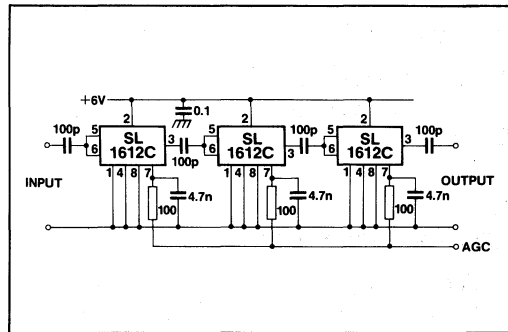 +6V
0.1
2
2
2
100p
5
6
SL
1612C
3
100p
5
6
SL
1612C
3
100p
5
6
SL
1612C
3
100p
1 4 8 7
1 4 8 7
1 4 8 7
INPUT
4.7n
4.7n
4.7n
OUTPUT
100
100
100
AGC